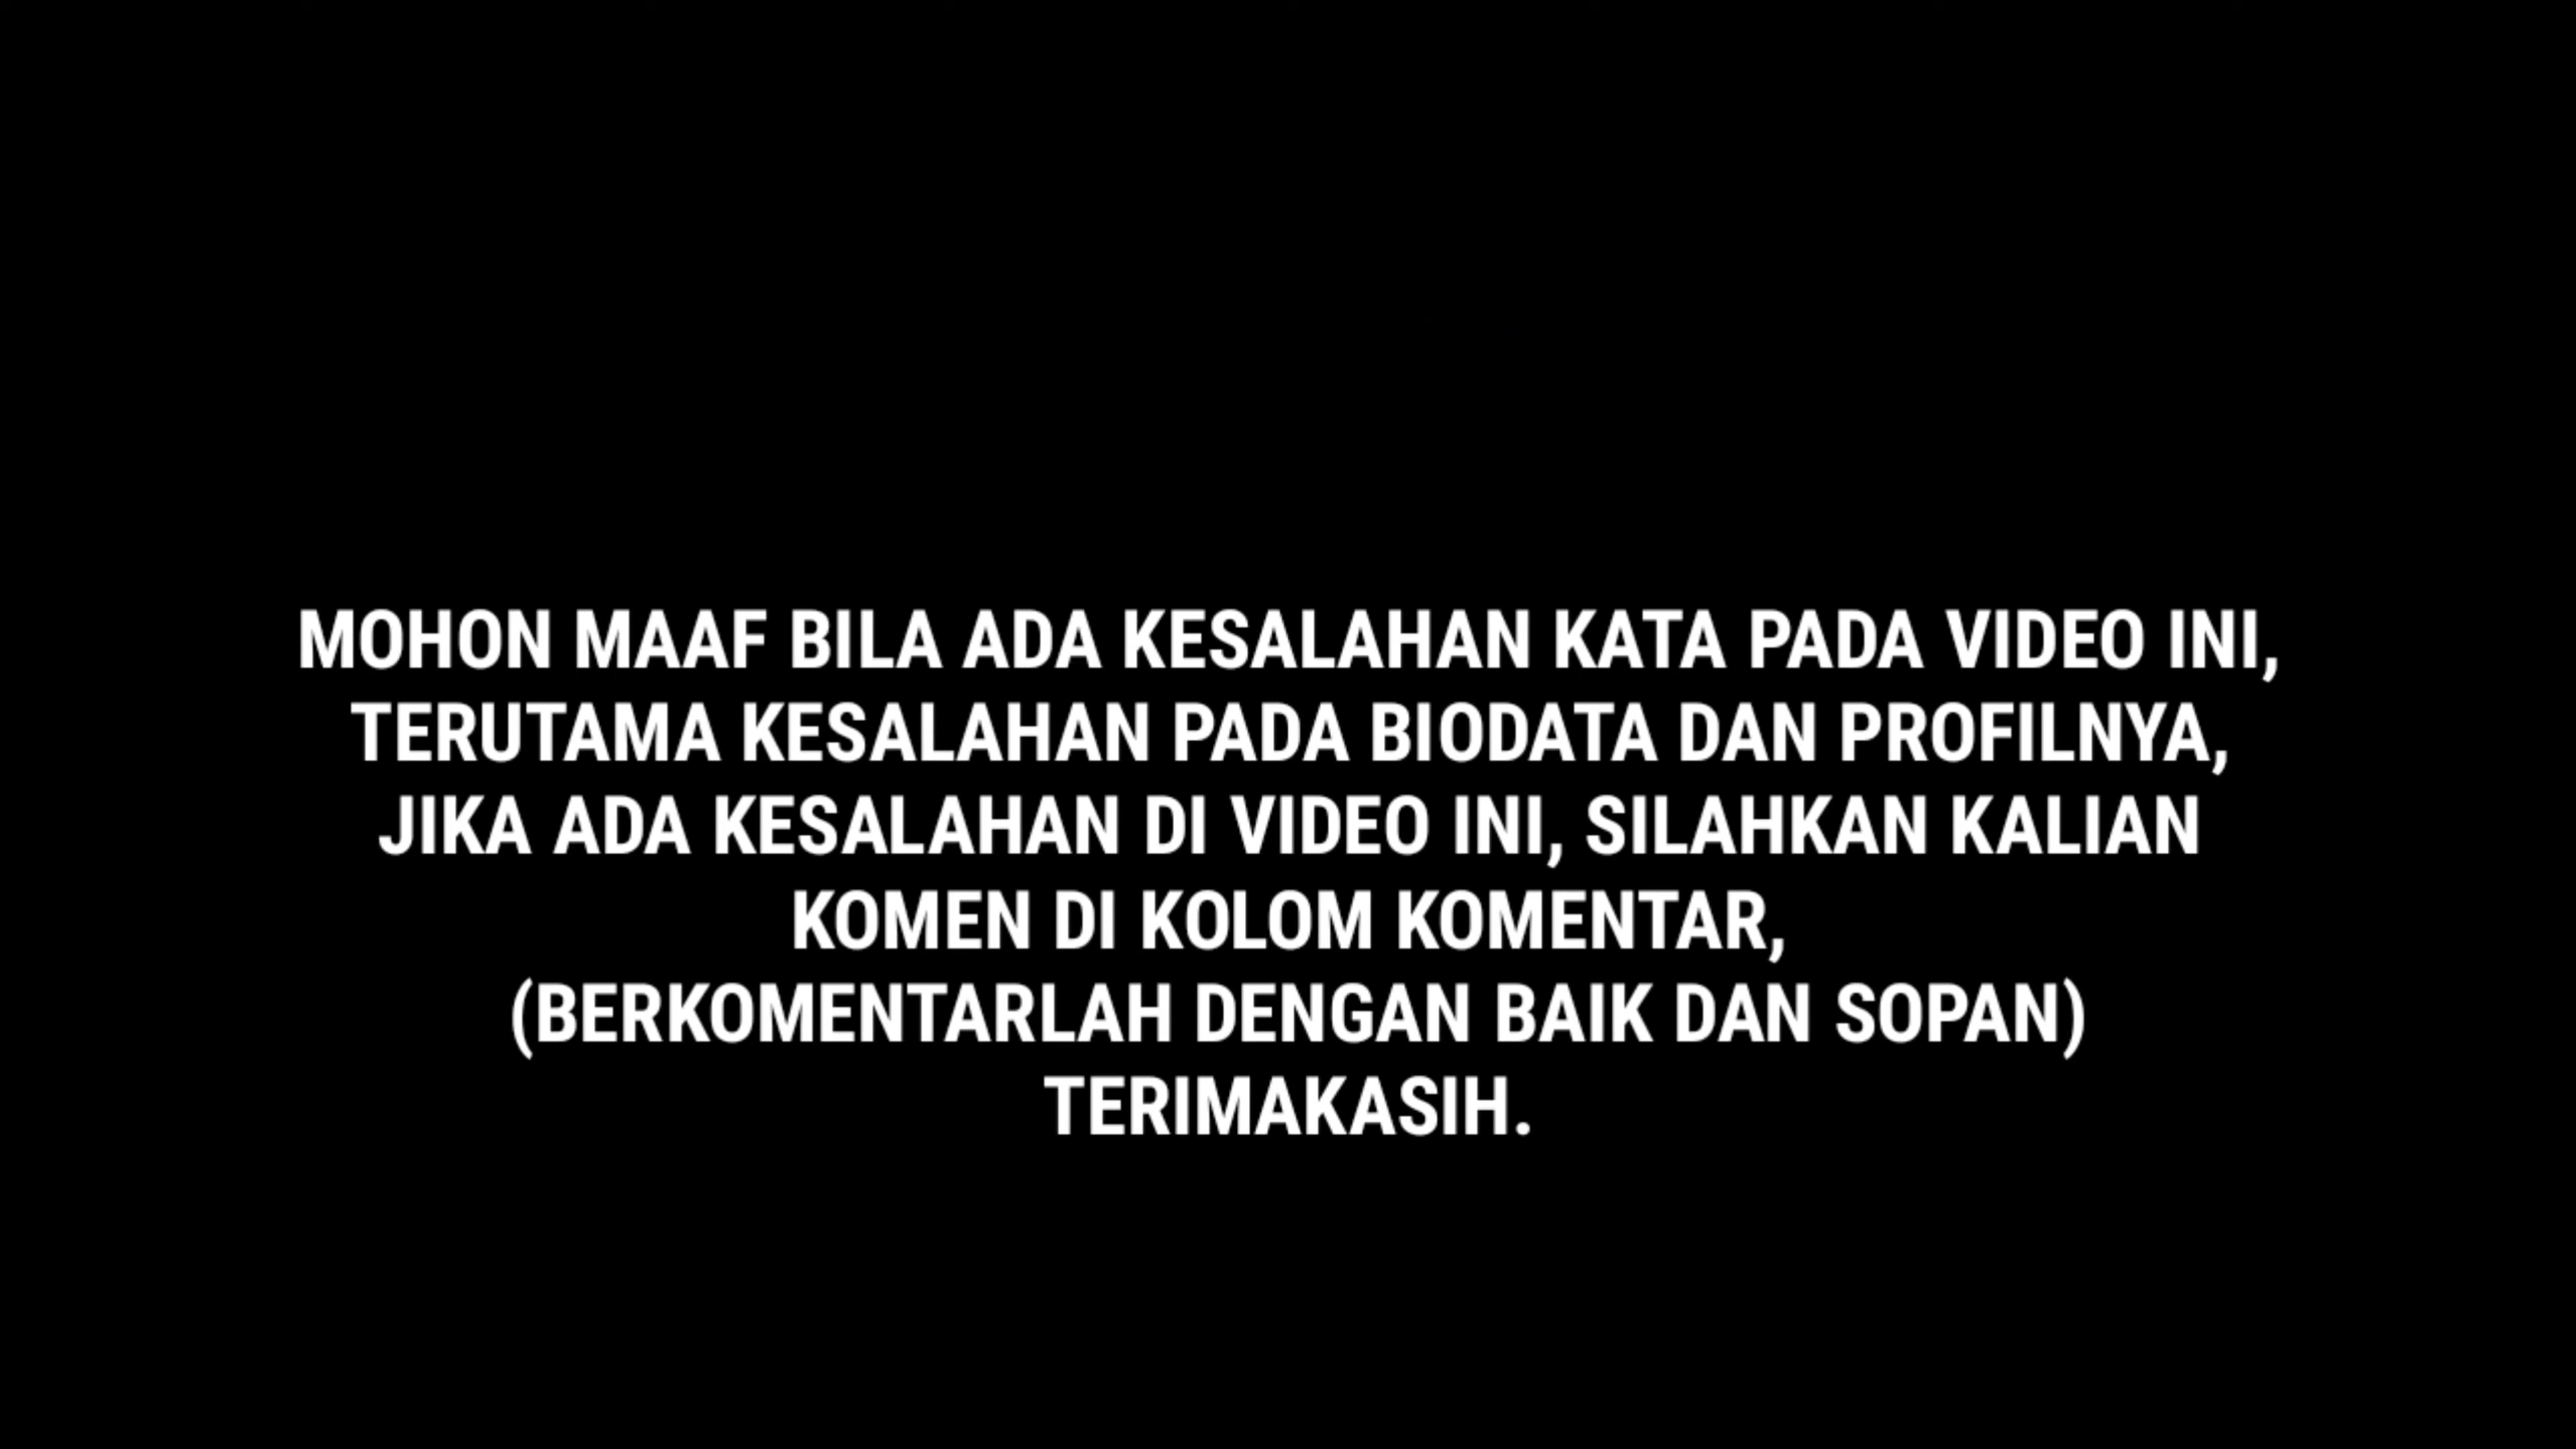 MOHON MAAF BILA ADA KESALAHAN KATA PADA VIDEO INI,
TERUTAMA KESALAHAN PADA BIODATA DAN PROFILNYA,
JIKA ADA KESALAHAN DI VIDEO INI, SILAHKAN KALIAN
KOMEN DI KOLOM KOMENTAR,
(BERKOMENTARLAH DENGAN BAIK DAN SOPAN)
TERIMAKASIH.